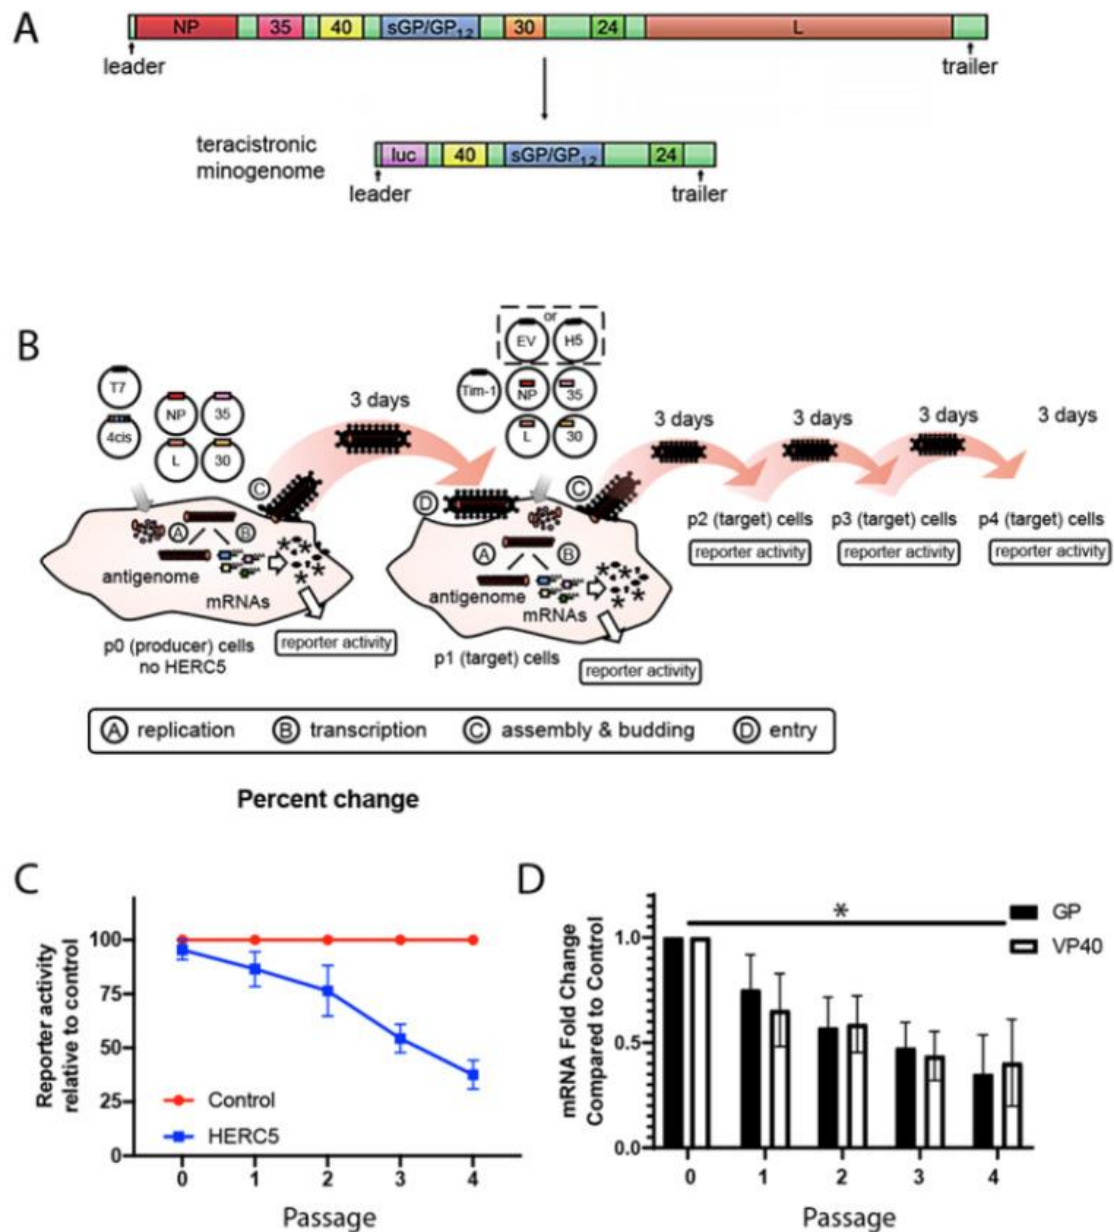 A
NP 35 40 sGP/GP1,2 30 24 L
leader trailer
teracistronic
minogenome
luc 40 sGP/GP1,2 24
leader trailer
B
or
EV H5
T7 Tim-1
NP 35 NP 35
4cis
L 30 L 30
3 days 3 days 3 days 3 days 3 days
C D C
A B A B
antigenome antigenome
mRNAs mRNAs
p0 (producer) cells
no HERC5
reporter activity
p1 (target) cells
reporter activity
p2 (target) cells p3 (target) cells p4 (target) cells
reporter activity reporter activity reporter activity
A replication B transcription C assembly & budding D entry
Percent change
C
Reporter activity
relative to control
100
75
50
25
0
Control
HERC5
0 1 2 3 4
Passage
D
mRNA Fold Change
Compared to Control
1.0
0.5
0.0
*
GP
VP40
0 1 2 3 4
Passage